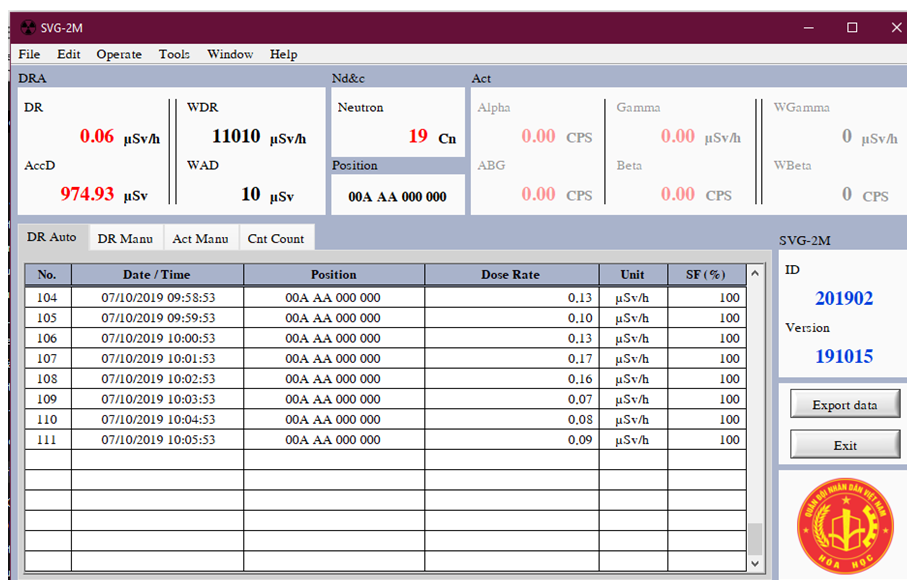 SVG-2M
File Edit Operate Tools Window Help
DRA Nd&c Act
DR WDR Neutron Alpha Gamma WGamma
0.06 µSv/h 11010 µSv/h 19 Cn 0.00 CPS 0.00 µSv/h 0 µSv/h
AccD WAD Position ABG Beta WBeta
974.93 µSv 10 µSv 00A AA 000 000 0.00 CPS 0.00 CPS 0 CPS
DR Auto DR Manu Act Manu Cnt Count
No. Date / Time Position Dose Rate Unit SF (%)
104 07/10/2019 09:58:53 00A AA 000 000 0,13 µSv/h 100
105 07/10/2019 09:59:53 00A AA 000 000 0,10 µSv/h 100
106 07/10/2019 10:00:53 00A AA 000 000 0,13 µSv/h 100
107 07/10/2019 10:01:53 00A AA 000 000 0,17 µSv/h 100
108 07/10/2019 10:02:53 00A AA 000 000 0,16 µSv/h 100
109 07/10/2019 10:03:53 00A AA 000 000 0,07 µSv/h 100
110 07/10/2019 10:04:53 00A AA 000 000 0,08 µSv/h 100
111 07/10/2019 10:05:53 00A AA 000 000 0,09 µSv/h 100
SVG-2M
ID
201902
Version
191015
Export data
Exit
QUÂN ĐỘI NHÂN DÂN VIỆT NAM
HÓA HỌC